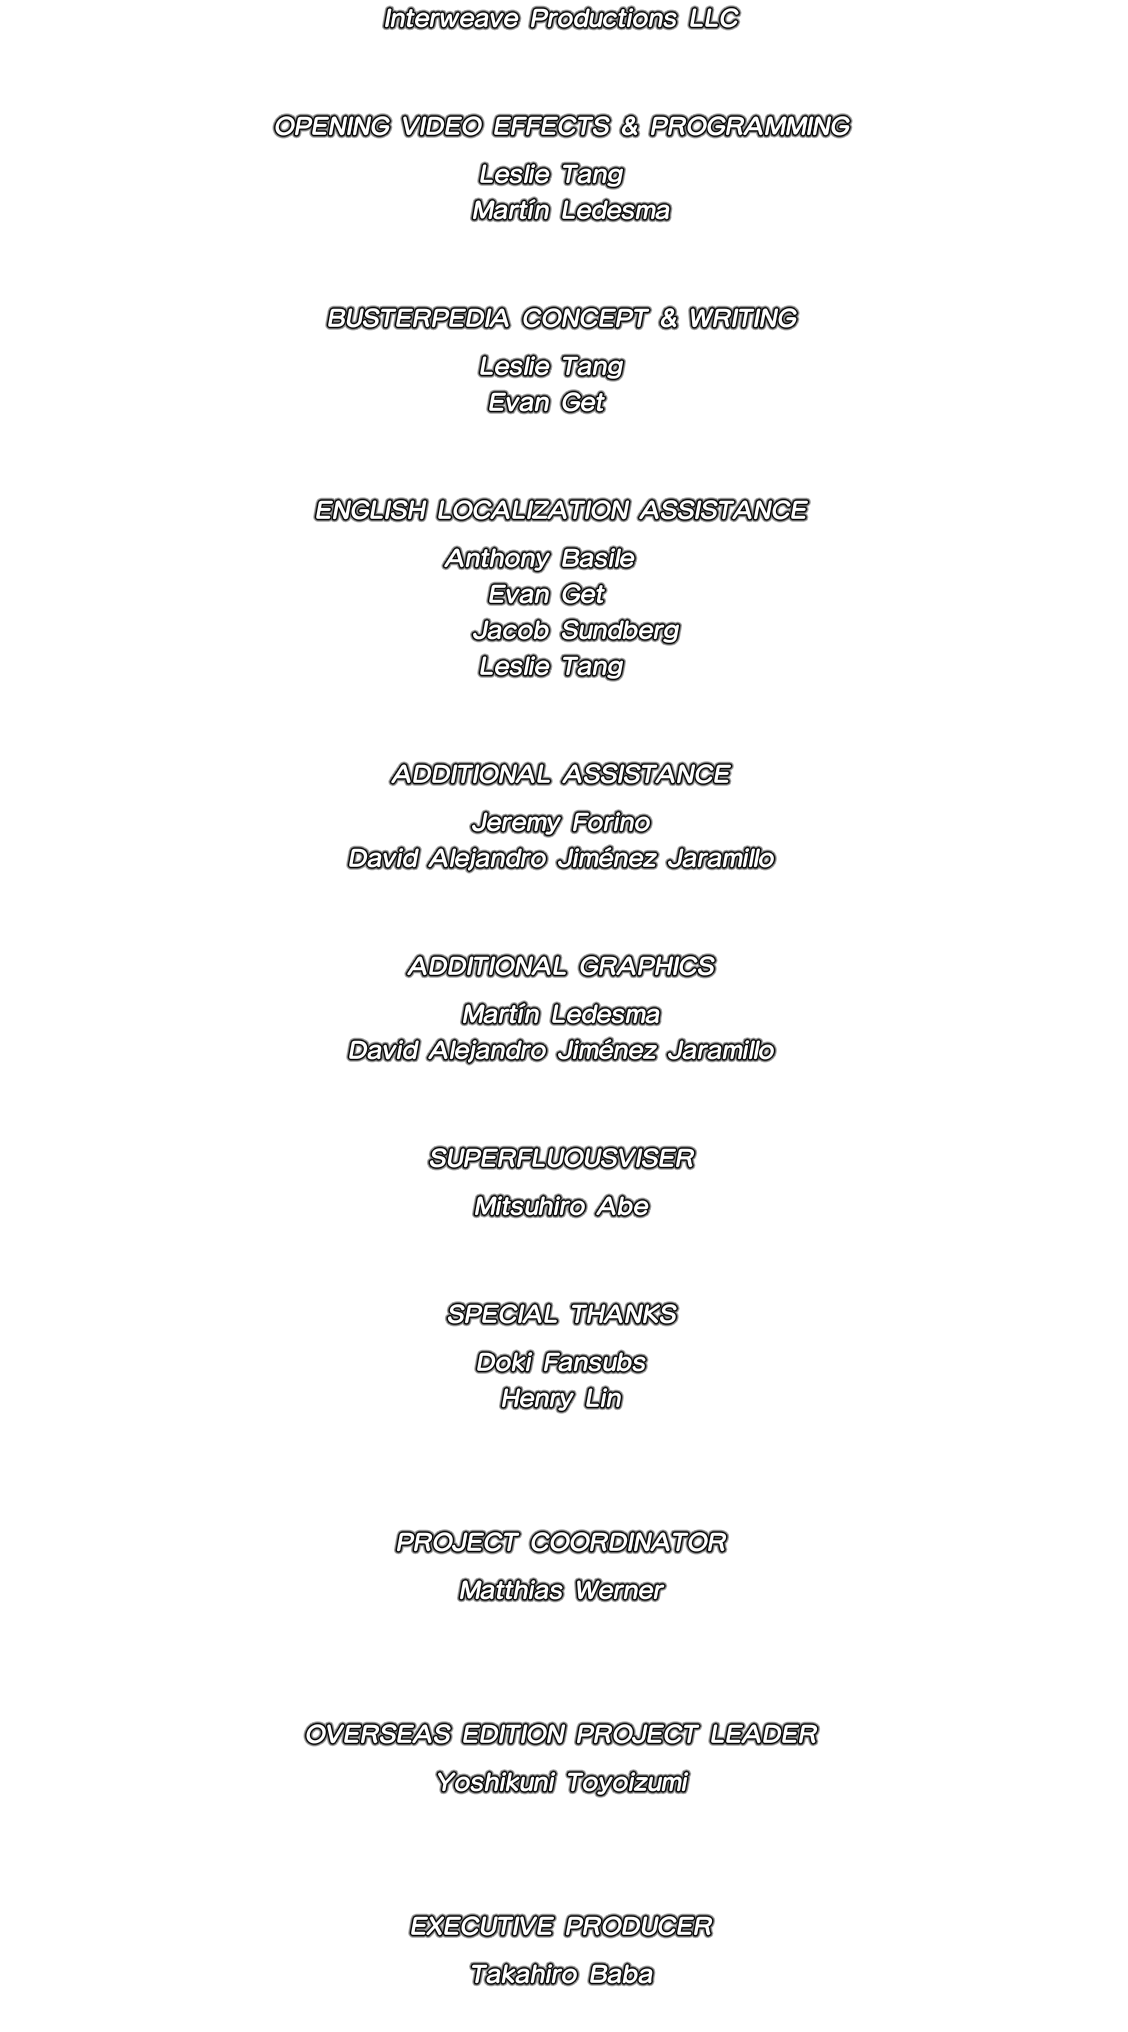 Interweave Productions LLC
OPENING VIDEO EFFECTS & PROGRAMMING
Leslie Tang
Martín Ledesma
BUSTERPEDIA CONCEPT & WRITING
Leslie Tang
Evan Get
ENGLISH LOCALIZATION ASSISTANCE
Anthony Basile
Evan Get
Jacob Sundberg
Leslie Tang
ADDITIONAL ASSISTANCE
Jeremy Forino
David Alejandro Jiménez Jaramillo
ADDITIONAL GRAPHICS
Martín Ledesma
David Alejandro Jiménez Jaramillo
SUPERFLUOUSVISER
Mitsuhiro Abe
SPECIAL THANKS
Doki Fansubs
Henry Lin
PROJECT COORDINATOR
Matthias Werner
OVERSEAS EDITION PROJECT LEADER
Yoshikuni Toyoizumi
EXECUTIVE PRODUCER
Takahiro Baba